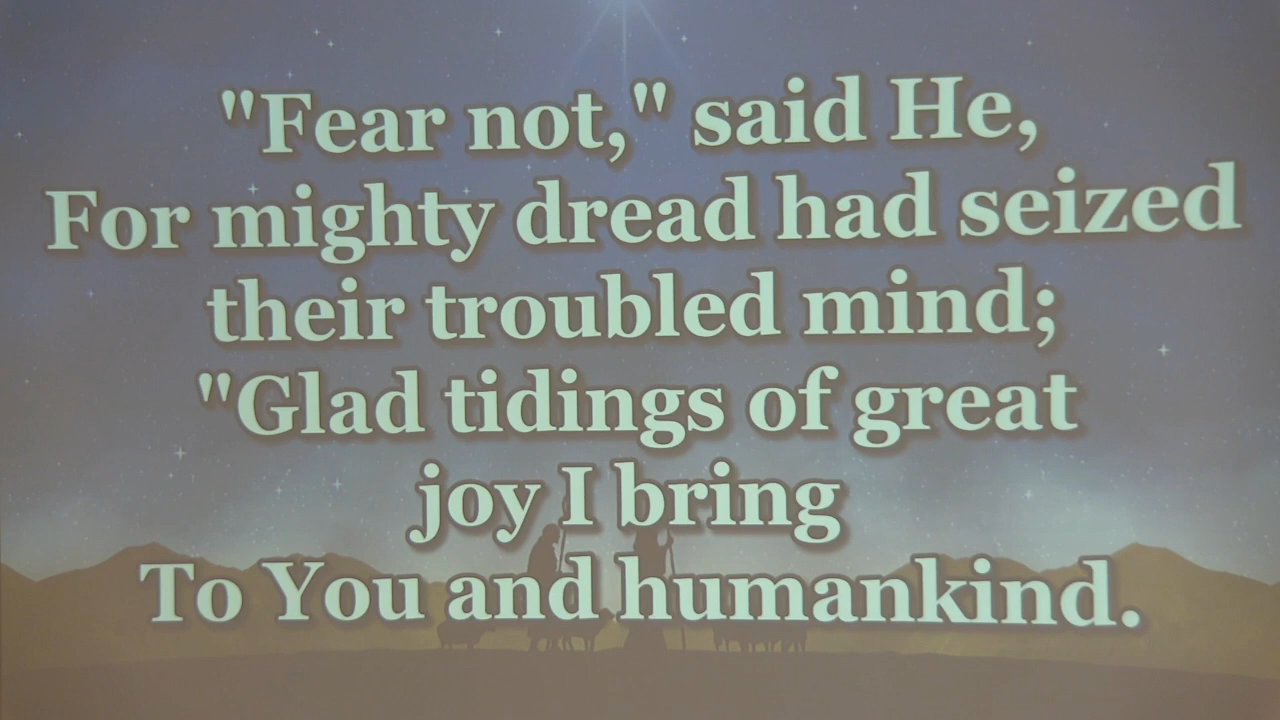 "Fear not," said He,
For mighty dread had seized
their troubled mind;
"Glad tidings of great
joy I bring
To You and humankind.